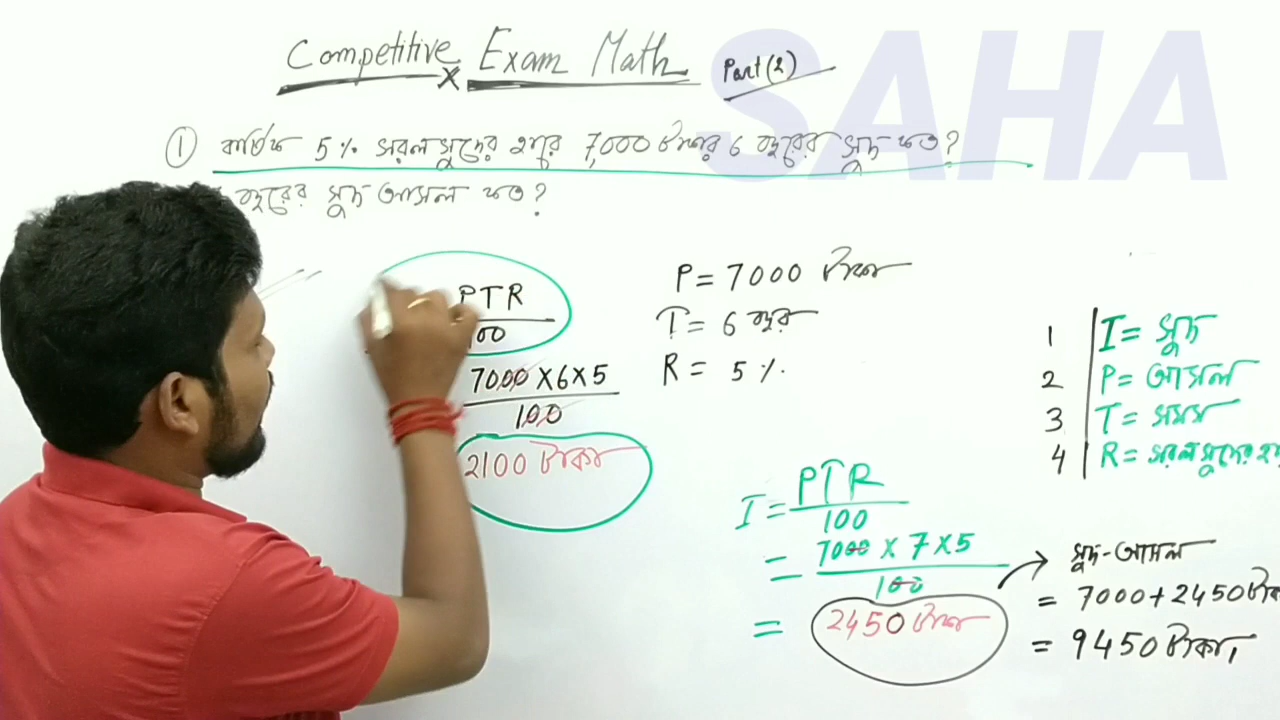 SAHA
Competitive Exam Math Part (2)
① বার্ষিক 5% সরল সুদের হারে 7,000 টাকার 6 বছরের সুদ কত?
বছরের সুদ আসল কত?
PTR
100
7000 X 6 X 5
100
2100 টাকা
P = 7000 টাকা
T = 6 বছর
R = 5 %.
1 I = সুদ
2 P = আসল
3 T = সময়
4 R = সরল সুদের হা
I = PTR
100
= 7000 X 7 X 5
100
= 2450 টাকা
সুদ-আসল
= 7000 + 2450 টাক
= 9450 টাকা,